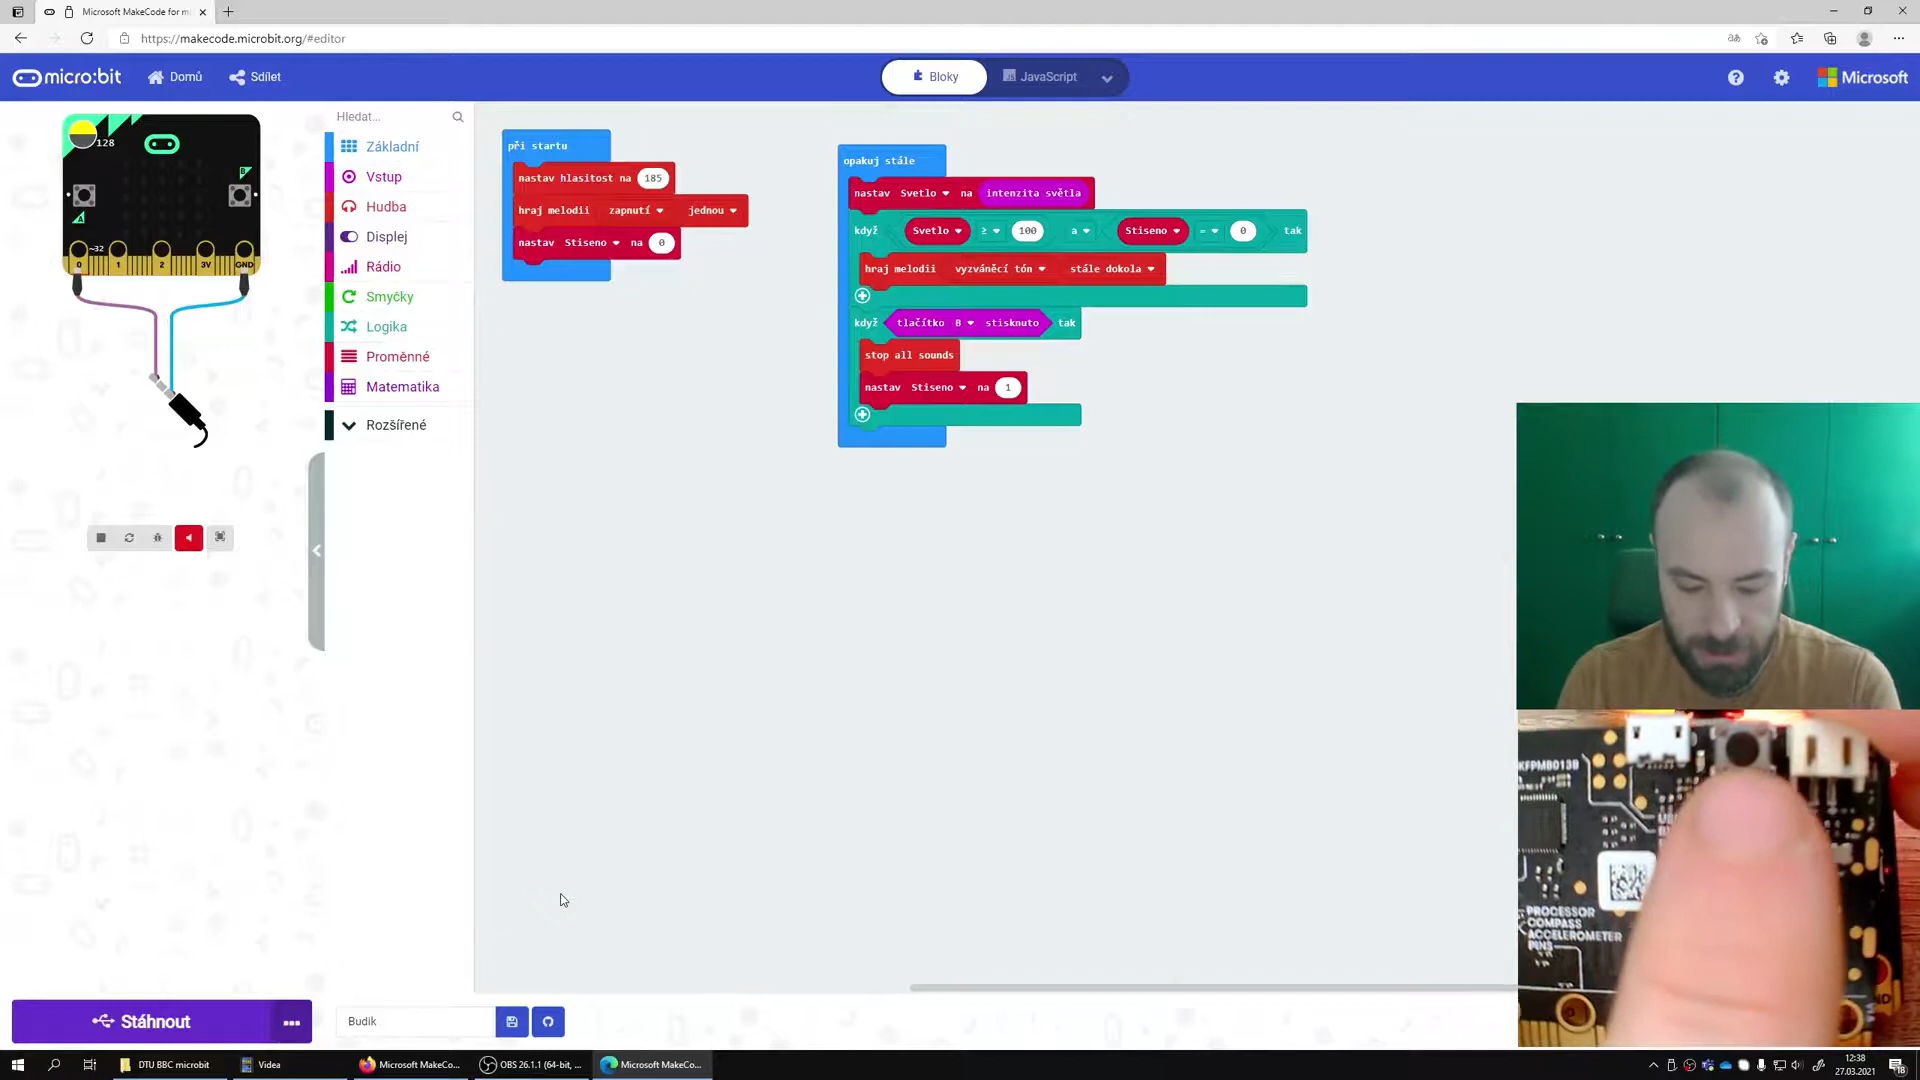 Microsoft MakeCode for m
https://makecode.microbit.org/#editor
micro:bit
Domů
Sdílet
Bloky
JavaScript
Microsoft
128
A
B
~32
0 1 2 3V GND
Hledat...
Základní
Vstup
Hudba
Displej
Rádio
Smyčky
Logika
Proměnné
Matematika
Rozšířené
při startu
nastav hlasitost na 185
hraj melodii zapnutí jednou
nastav Stiseno na 0
opakuj stále
nastav Svetlo na intenzita světla
když Svetlo ≥ 100 a Stiseno = 0 tak
hraj melodii vyzváněcí tón stále dokola
když tlačítko B stisknuto tak
stop all sounds
nastav Stiseno na 1
KFPMB013B
PROCESSOR
COMPASS
ACCELEROMETER
PINS
Stáhnout
Budik
DTU BBC microbit
Videa
Microsoft MakeCo...
OBS 26.1.1 (64-bit, ...
Microsoft MakeCo...
12:38
27.03.2021